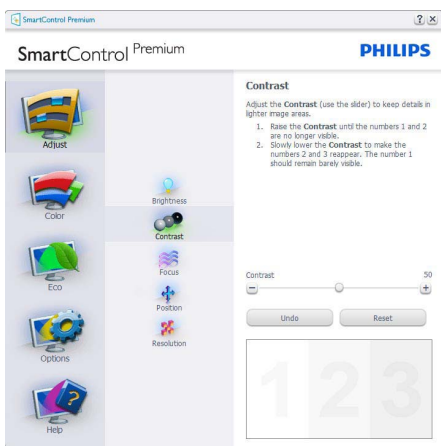 SmartControl Premium
SmartControl Premium
PHILIPS
Adjust
Color
Eco
Options
Help
Brightness
Contrast
Focus
Position
Resolution
Contrast
Adjust the Contrast (use the slider) to keep details in
lighter image areas.
1. Raise the Contrast until the numbers 1 and 2
are no longer visible.
2. Slowly lower the Contrast to make the
numbers 2 and 3 reappear. The number 1
should remain barely visible.
Contrast 50
Undo Reset
1 2 3